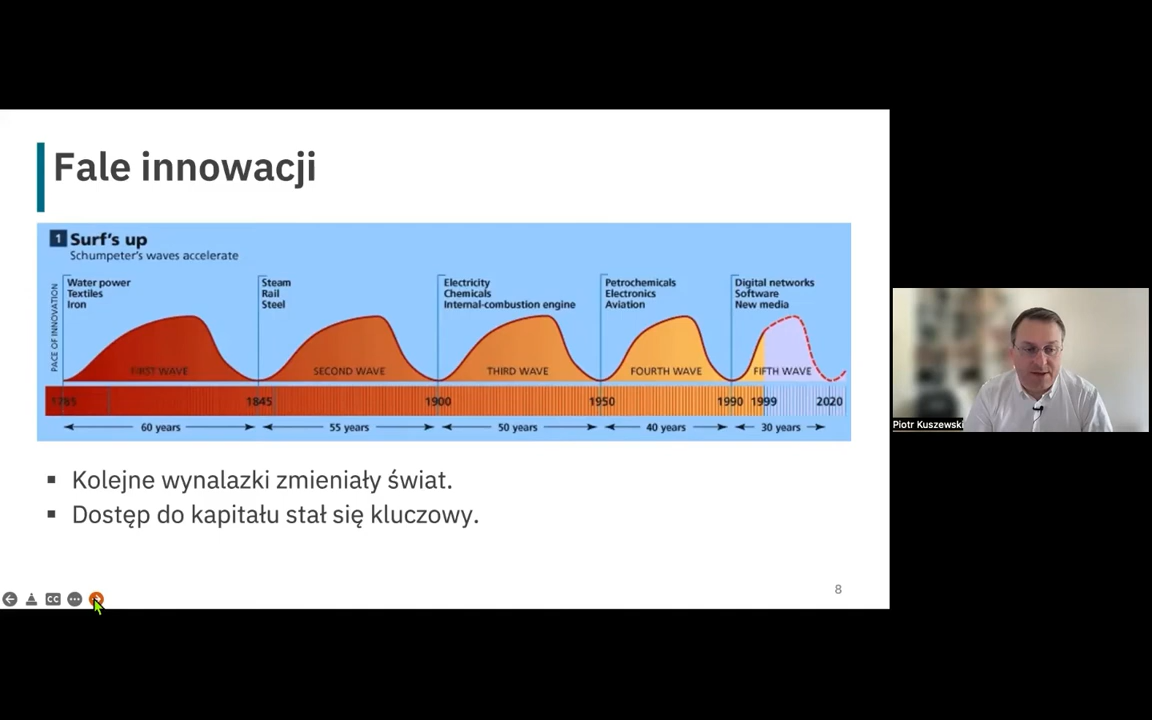 Fale innowacji
1 Surf's up
Schumpeter's waves accelerate
PACE OF INNOVATION
Water power
Textiles
Iron
Steam
Rail
Steel
Electricity
Chemicals
Internal-combustion engine
Petrochemicals
Electronics
Aviation
Digital networks
Software
New media
FIRST WAVE
SECOND WAVE
THIRD WAVE
FOURTH WAVE
FIFTH WAVE
1785 1845 1900 1950 1990 1999 2020
60 years 55 years 50 years 40 years 30 years
▪ Kolejne wynalazki zmieniały świat.
▪ Dostęp do kapitału stał się kluczowy.
CC
8
Piotr Kuszewski